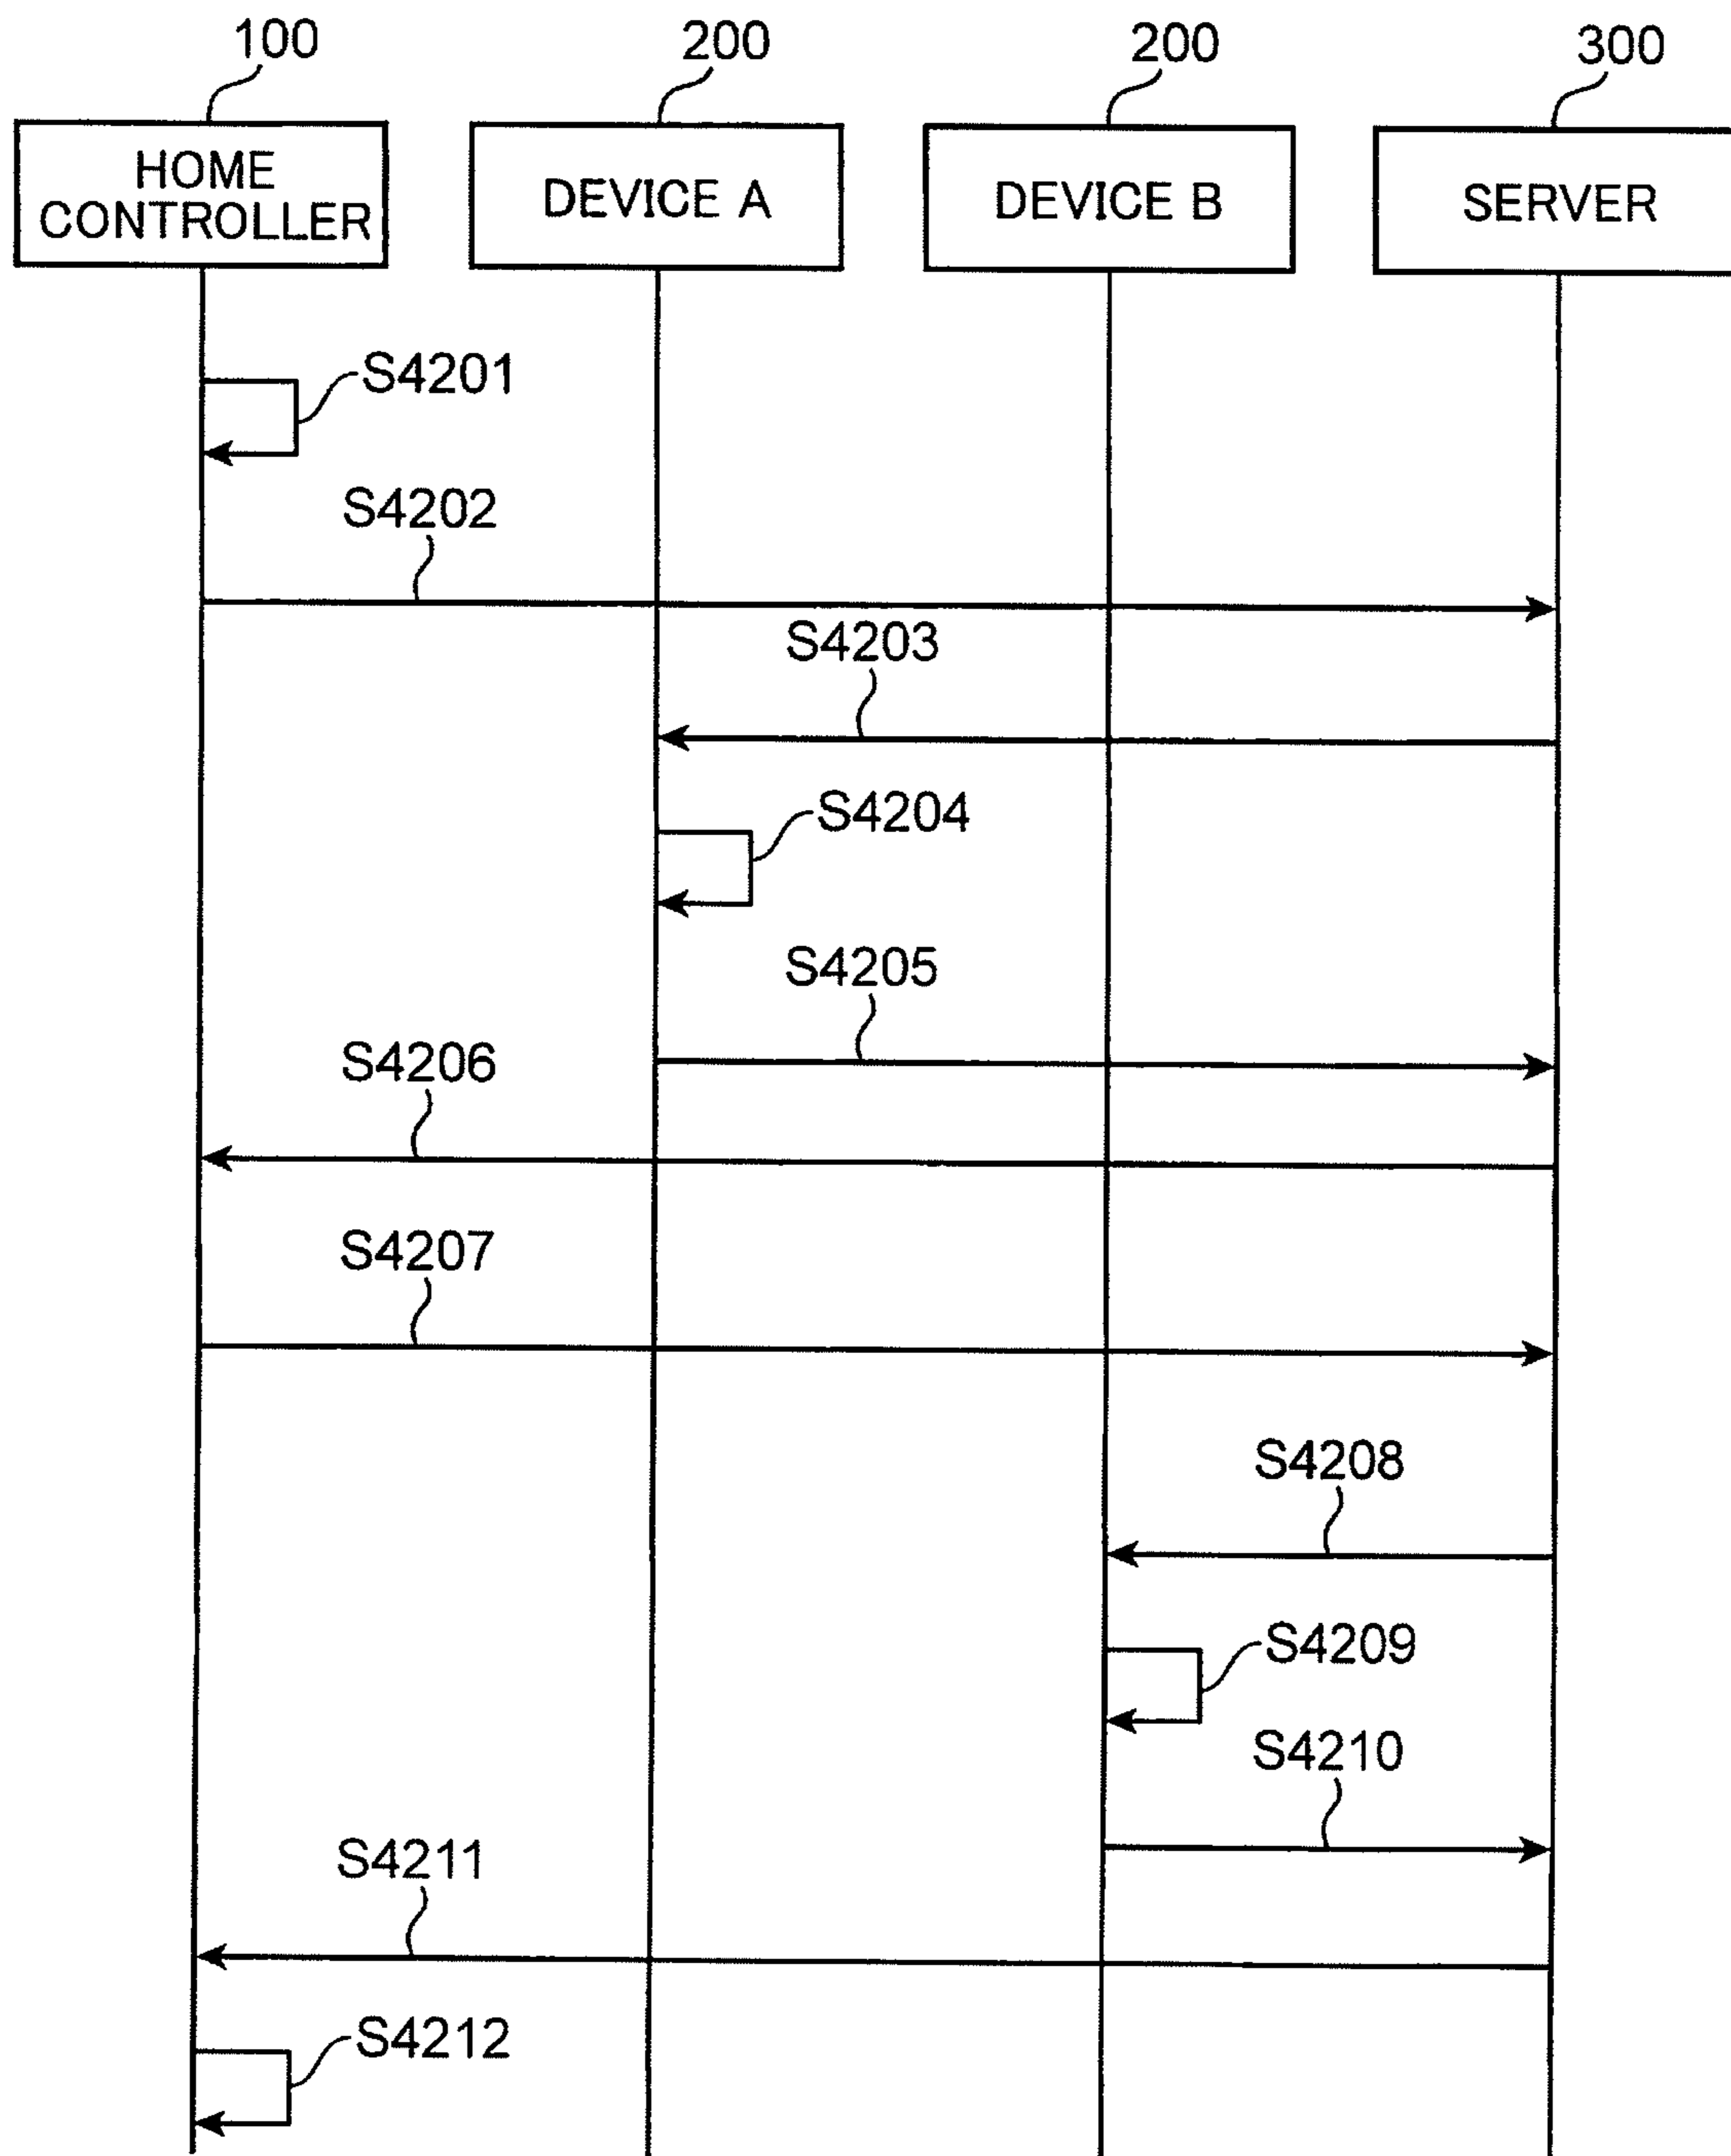 100
200
200
300
HOME
CONTROLLER
DEVICE A
DEVICE B
SERVER
S4201
S4202
S4203
S4204
S4205
S4206
S4207
S4208
S4209
S4210
S4211
S4212